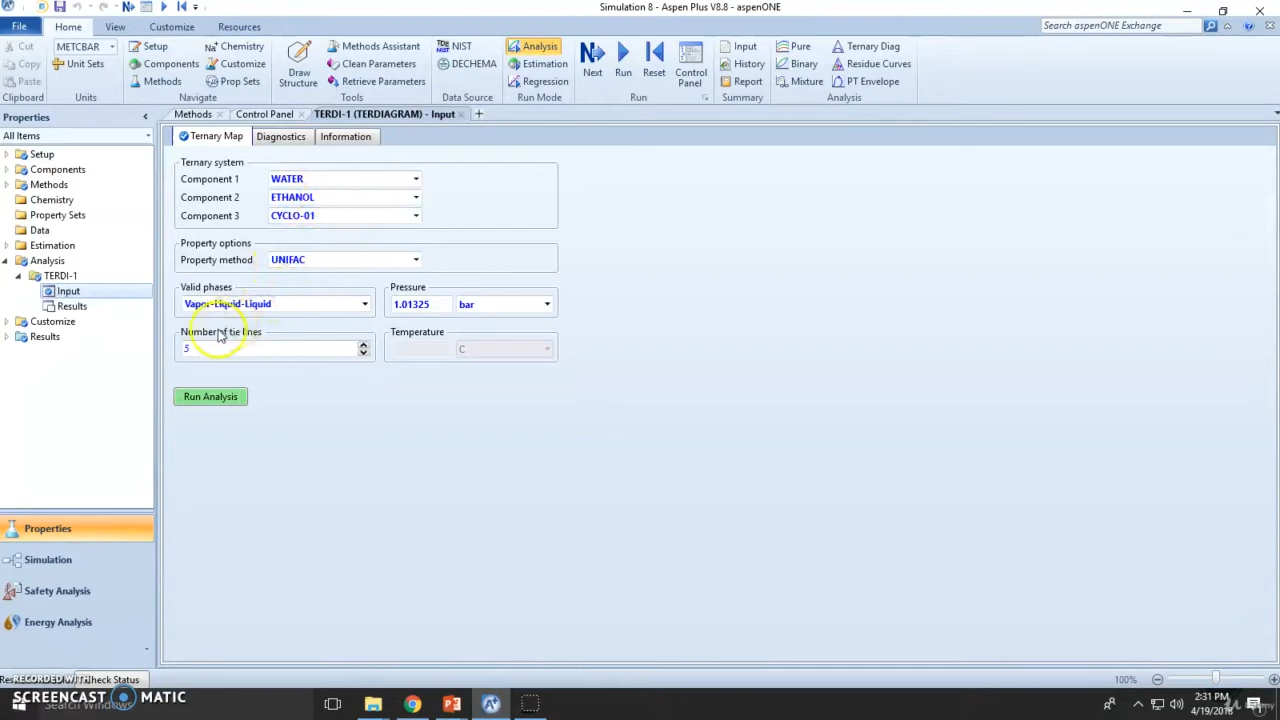 Simulation 8 - Aspen Plus V8.8 - aspenONE
File Home View Customize Resources
Search aspenONE Exchange
Cut METCBAR Setup Chemistry Methods Assistant NIST Analysis Input Pure Ternary Diag
Copy Unit Sets Components Customize Draw Structure Clean Parameters DECHEMA Estimation Next Run Reset Control Panel History Binary Residue Curves
Paste Methods Prop Sets Retrieve Parameters Regression Report Mixture PT Envelope
Clipboard Units Navigate Tools Data Source Run Mode Run Summary Analysis
Properties
Methods Control Panel TERDI-1 (TERDIAGRAM) - Input +
All Items
Ternary Map Diagnostics Information
Setup
Components
Methods
Chemistry
Property Sets
Data
Estimation
Analysis
TERDI-1
Input
Results
Customize
Results
Ternary system
Component 1 WATER
Component 2 ETHANOL
Component 3 CYCLO-01
Property options
Property method UNIFAC
Valid phases Pressure
Vapor-Liquid-Liquid 1.01325 bar
Number of tie lines Temperature
5 C
Run Analysis
Properties
Simulation
Safety Analysis
Energy Analysis
RECORDED WITH Check Status
100%
SCREENCAST MATIC
Search Windows
2:31 PM
4/19/2016